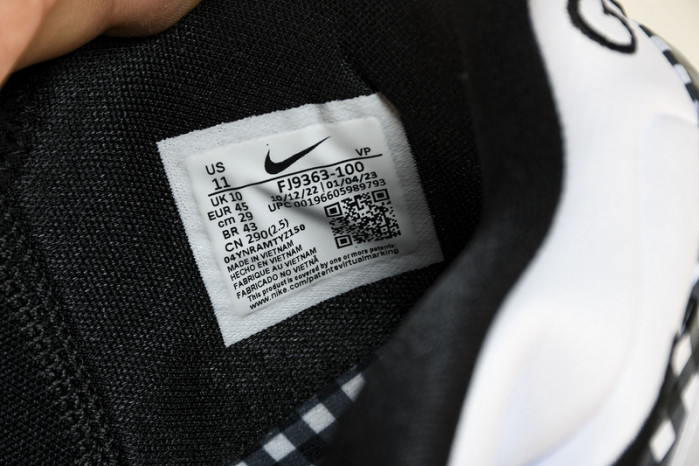 US
11
VP
UK 10
FJ9363-100
EUR 45
10/12/22 | 01/04/23
cm 29
UPC 00196605989793
BR 43
CN 290(2.5)
04YNRAMTYZ150
MADE IN VIETNAM
HECHO EN VIETNAM
FABRIQUE AU VIETNAM
FABRICADO NO VIETNÃ
This product is covered by one or more patents:
www.nike.com/patentsvirtualmarking